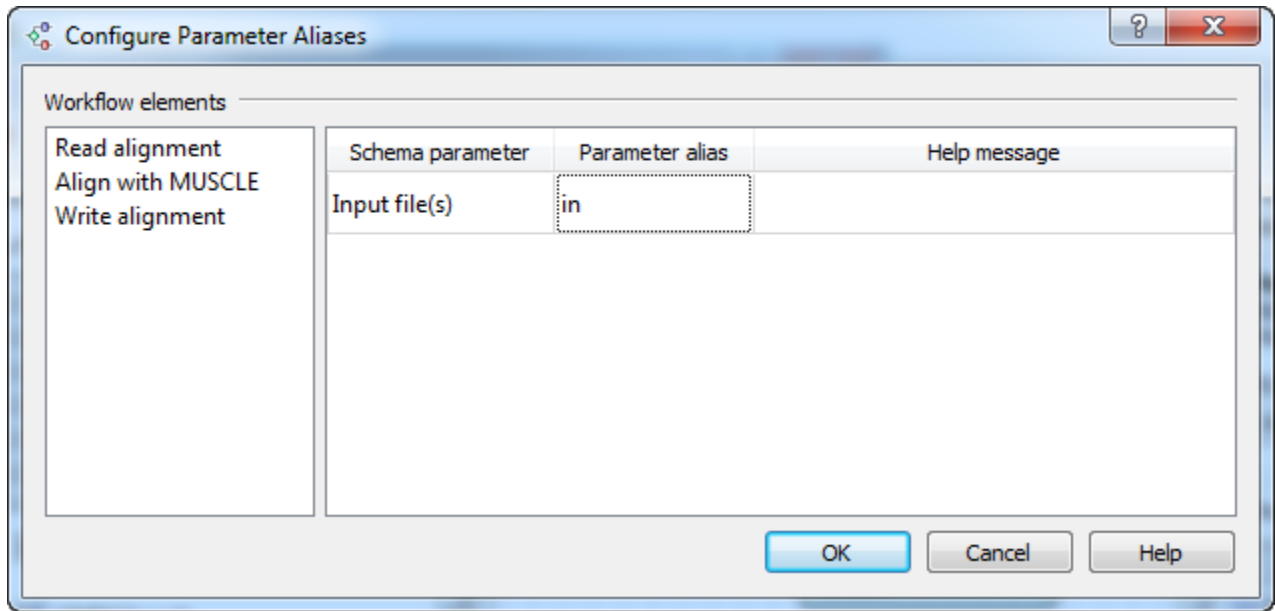 Configure Parameter Aliases
Workflow elements
Read alignment
Align with MUSCLE
Write alignment
Schema parameter Parameter alias Help message
Input file(s) in
OK Cancel Help